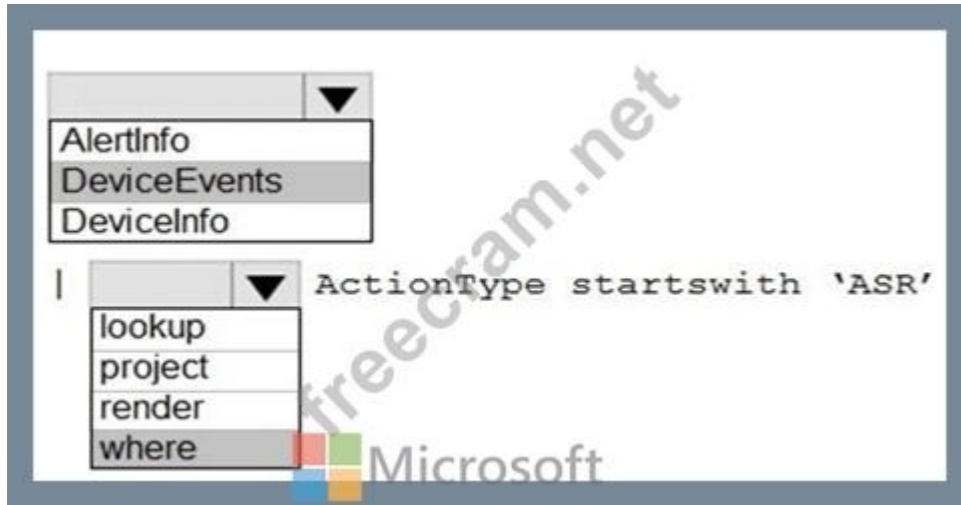 AlertInfo
DeviceEvents
DeviceInfo
| ActionType startswith ‘ASR’
lookup
project
render
where
freecram.net
Microsoft